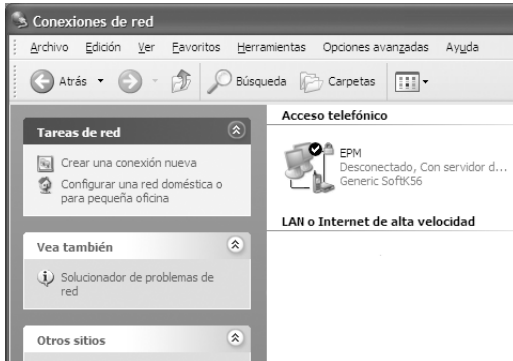 Conexiones de red
Archivo Edición Ver Favoritos Herramientas Opciones avanzadas Ayuda
Atrás Búsqueda Carpetas
Tareas de red
Crear una conexión nueva
Configurar una red doméstica o
para pequeña oficina
Vea también
Solucionador de problemas de
red
Otros sitios
Acceso telefónico
EPM
Desconectado, Con servidor d...
Generic SoftK56
LAN o Internet de alta velocidad